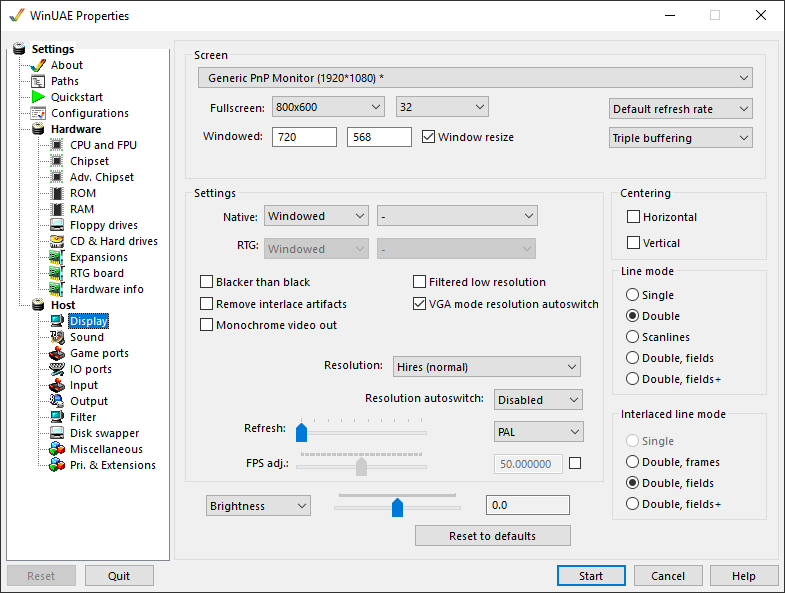 WinUAE Properties
Settings
About
Paths
Quickstart
Configurations
Hardware
CPU and FPU
Chipset
Adv. Chipset
ROM
RAM
Floppy drives
CD & Hard drives
Expansions
RTG board
Hardware info
Host
Display
Sound
Game ports
IO ports
Input
Output
Filter
Disk swapper
Miscellaneous
Pri. & Extensions
Screen
Generic PnP Monitor (1920*1080) *
Fullscreen: 800x600 32 Default refresh rate
Windowed: 720 568 Window resize Triple buffering
Settings
Native: Windowed -
RTG: Windowed -
Blacker than black Filtered low resolution
Remove interlace artifacts VGA mode resolution autoswitch
Monochrome video out
Resolution: Hires (normal)
Resolution autoswitch: Disabled
Refresh: PAL
FPS adj.: 50.000000
Brightness 0.0
Reset to defaults
Centering
Horizontal
Vertical
Line mode
Single
Double
Scanlines
Double, fields
Double, fields+
Interlaced line mode
Single
Double, frames
Double, fields
Double, fields+
Reset Quit Start Cancel Help